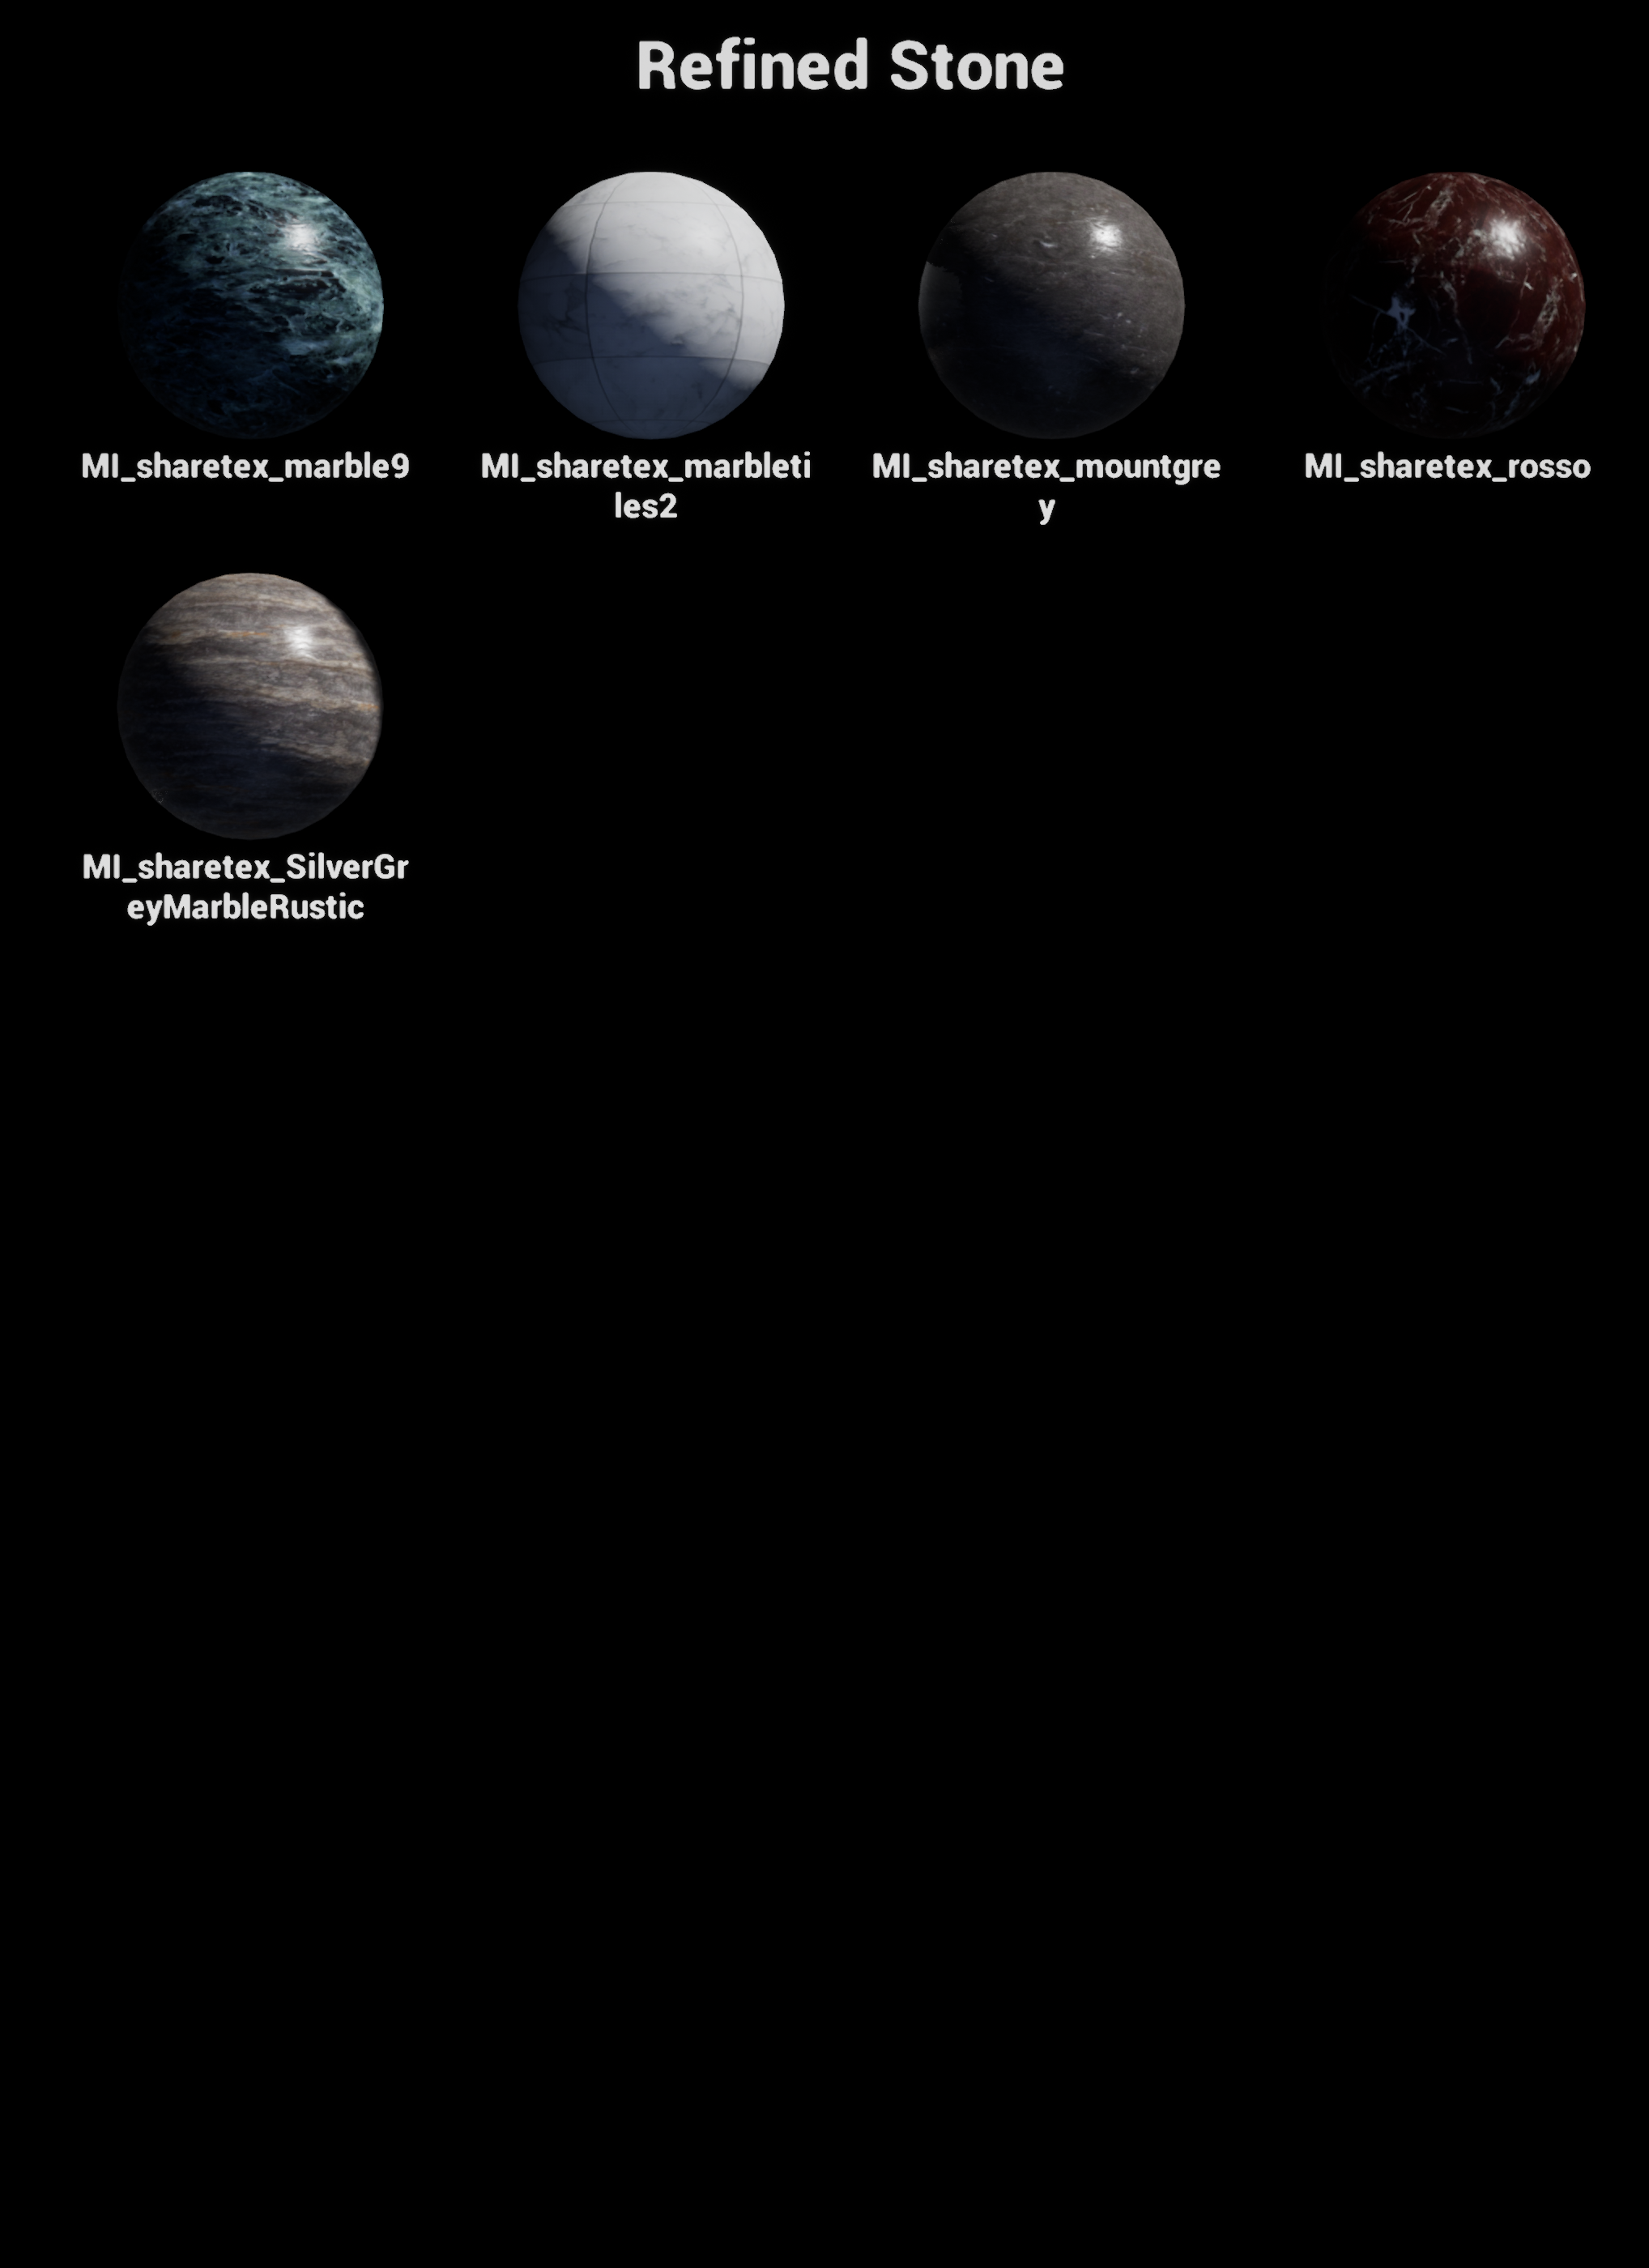 Refined Stone
MI_sharetex_marble9
MI_sharetex_marbleti
les2
MI_sharetex_mountgre
y
MI_sharetex_rosso
MI_sharetex_SilverGr
eyMarbleRustic